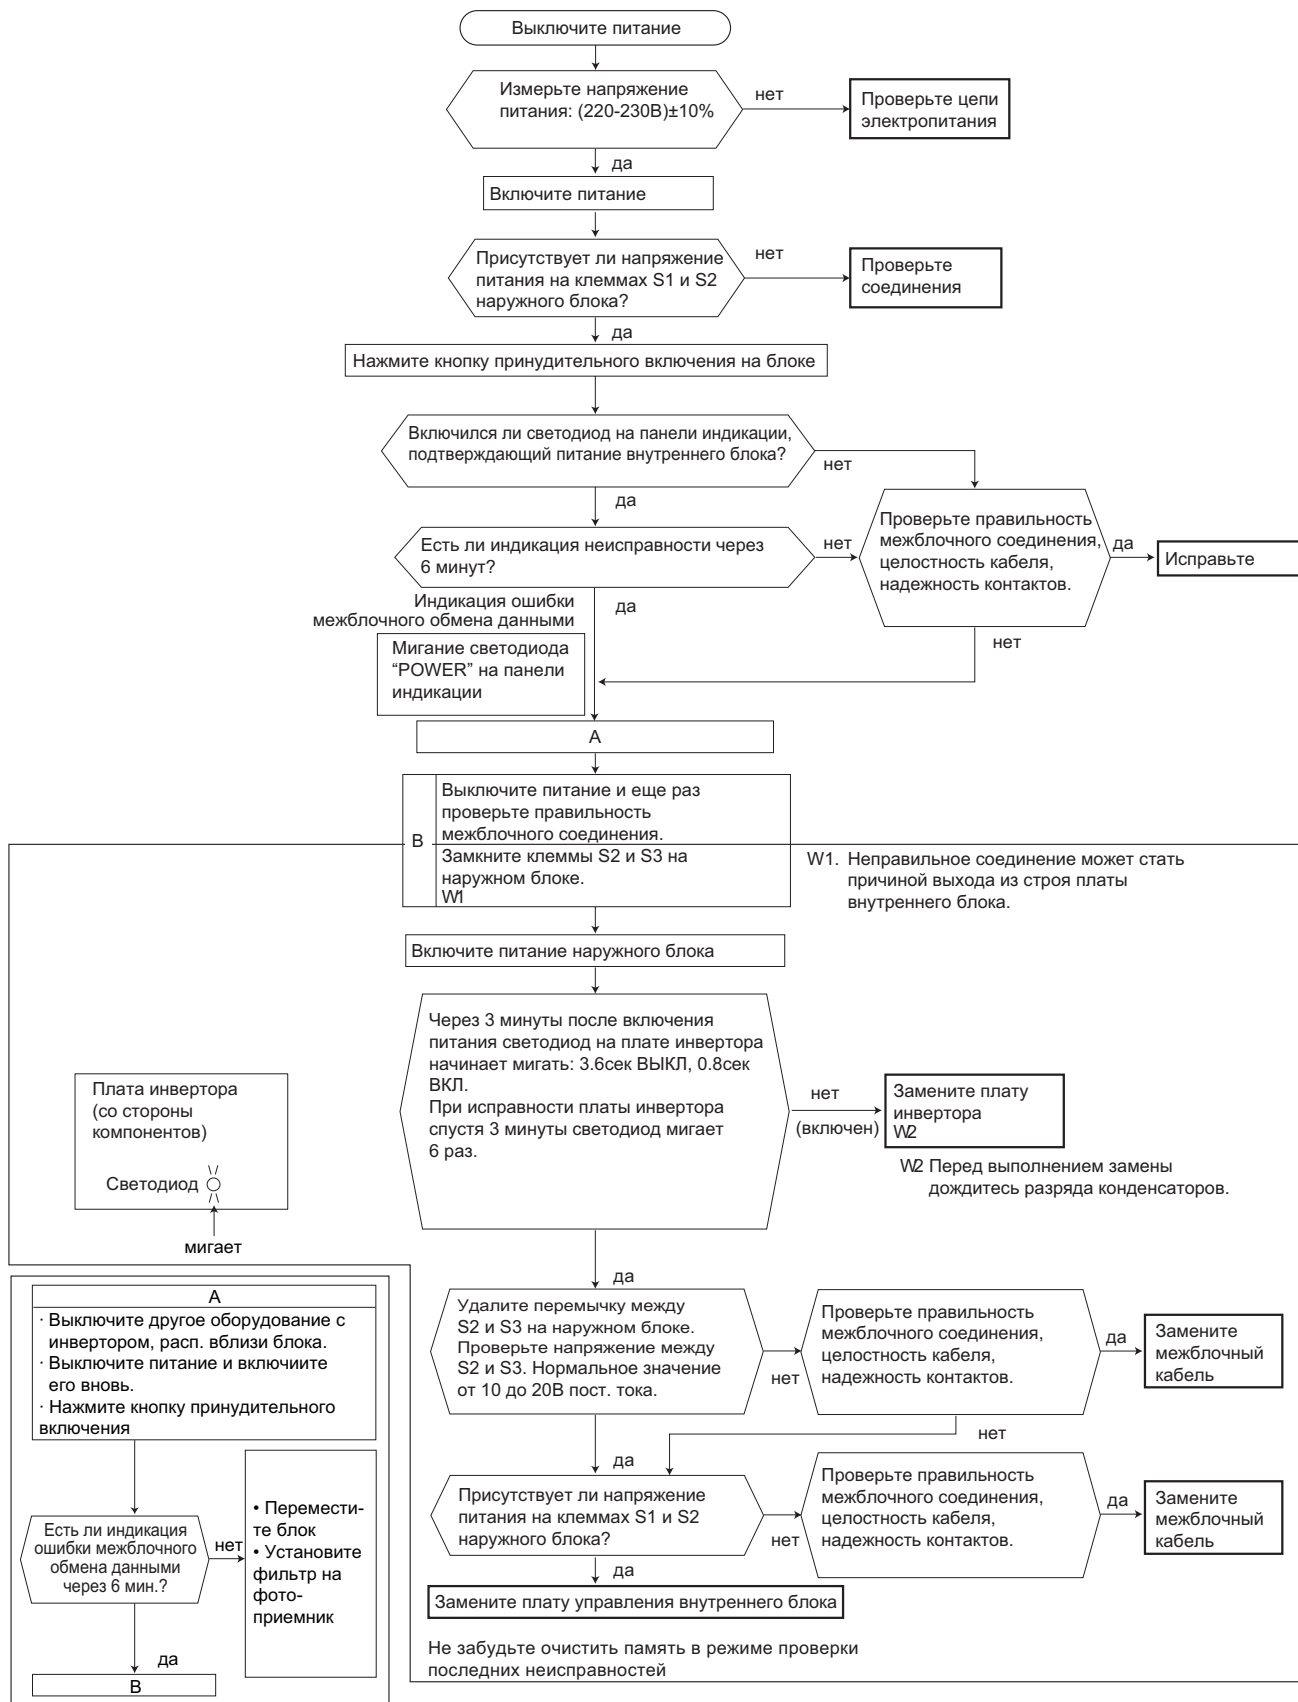 Выключите питание
Измерьте напряжение
питания: (220-230В)±10%
нет
Проверьте цепи
электропитания
да
Включите питание
Присутствует ли напряжение
питания на клеммах S1 и S2
наружного блока?
нет
Проверьте
соединения
да
Нажмите кнопку принудительного включения на блоке
Включился ли светодиод на панели индикации,
подтверждающий питание внутреннего блока?
нет
да
Проверьте правильность
межблочного соединения,
целостность кабеля,
надежность контактов.
да
Исправьте
Есть ли индикация неисправности через
6 минут?
нет
Индикация ошибки
межблочного обмена данными
да
нет
Мигание светодиода
“POWER” на панели
индикации
A
B
Выключите питание и еще раз
проверьте правильность
межблочного соединения.
Замкните клеммы S2 и S3 на
наружном блоке.
W1
W1. Неправильное соединение может стать
причиной выхода из строя платы
внутреннего блока.
Включите питание наружного блока
Через 3 минуты после включения
питания светодиод на плате инвертора
начинает мигать: 3.6сек ВЫКЛ, 0.8сек
ВКЛ.
При исправности платы инвертора
спустя 3 минуты светодиод мигает
6 раз.
нет
(включен)
Замените плату
инвертора
W2
W2 Перед выполнением замены
дождитесь разряда конденсаторов.
Плата инвертора
(со стороны
компонентов)
Светодиод
мигает
да
Удалите перемычку между
S2 и S3 на наружном блоке.
Проверьте напряжение между
S2 и S3. Нормальное значение
от 10 до 20В пост. тока.
нет
Проверьте правильность
межблочного соединения,
целостность кабеля,
надежность контактов.
да
Замените
межблочный
кабель
нет
да
Присутствует ли напряжение
питания на клеммах S1 и S2
наружного блока?
нет
Проверьте правильность
межблочного соединения,
целостность кабеля,
надежность контактов.
да
Замените
межблочный
кабель
да
Замените плату управления внутреннего блока
Не забудьте очистить память в режиме проверки
последних неисправностей
A
· Выключите другое оборудование с
инвертором, расп. вблизи блока.
· Выключите питание и включиите
его вновь.
· Нажмите кнопку принудительного
включения
Есть ли индикация
ошибки межблочного
обмена данными
через 6 мин.?
нет
• Перемести-
те блок
• Установите
фильтр на
фото-
приемник
да
B